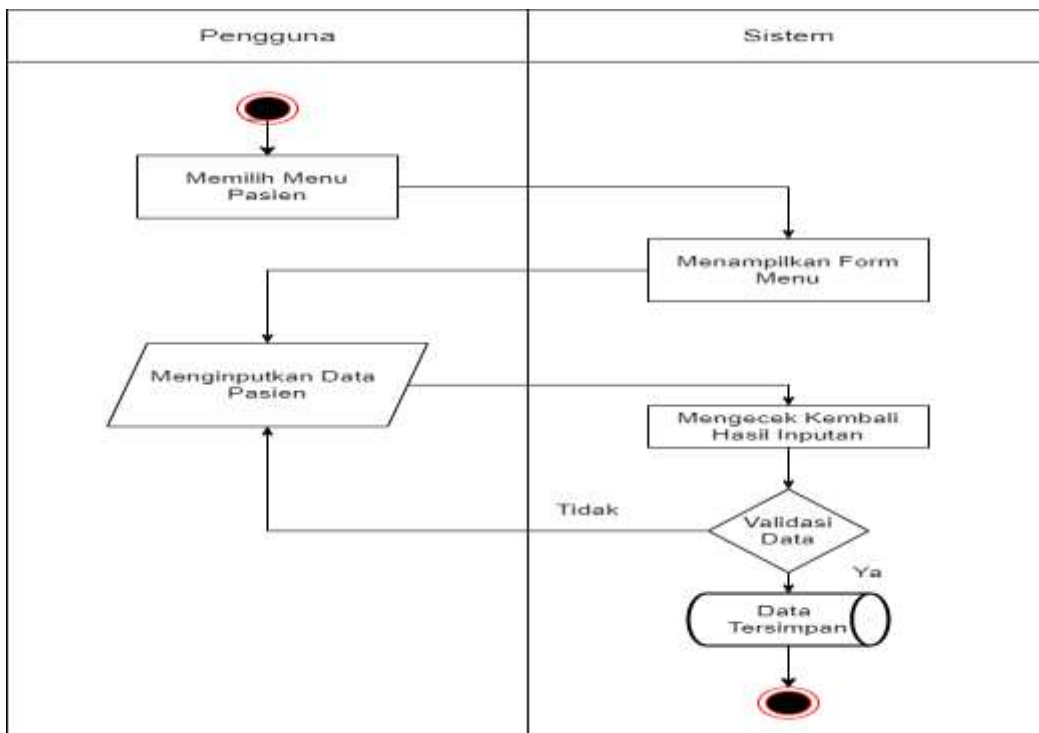 Pengguna
Sistem
Memilih Menu
Pasien
Menampilkan Form
Menu
Menginputkan Data
Pasien
Mengecek Kembali
Hasil Inputan
Tidak
Validasi
Data
Ya
Data
Tersimpan